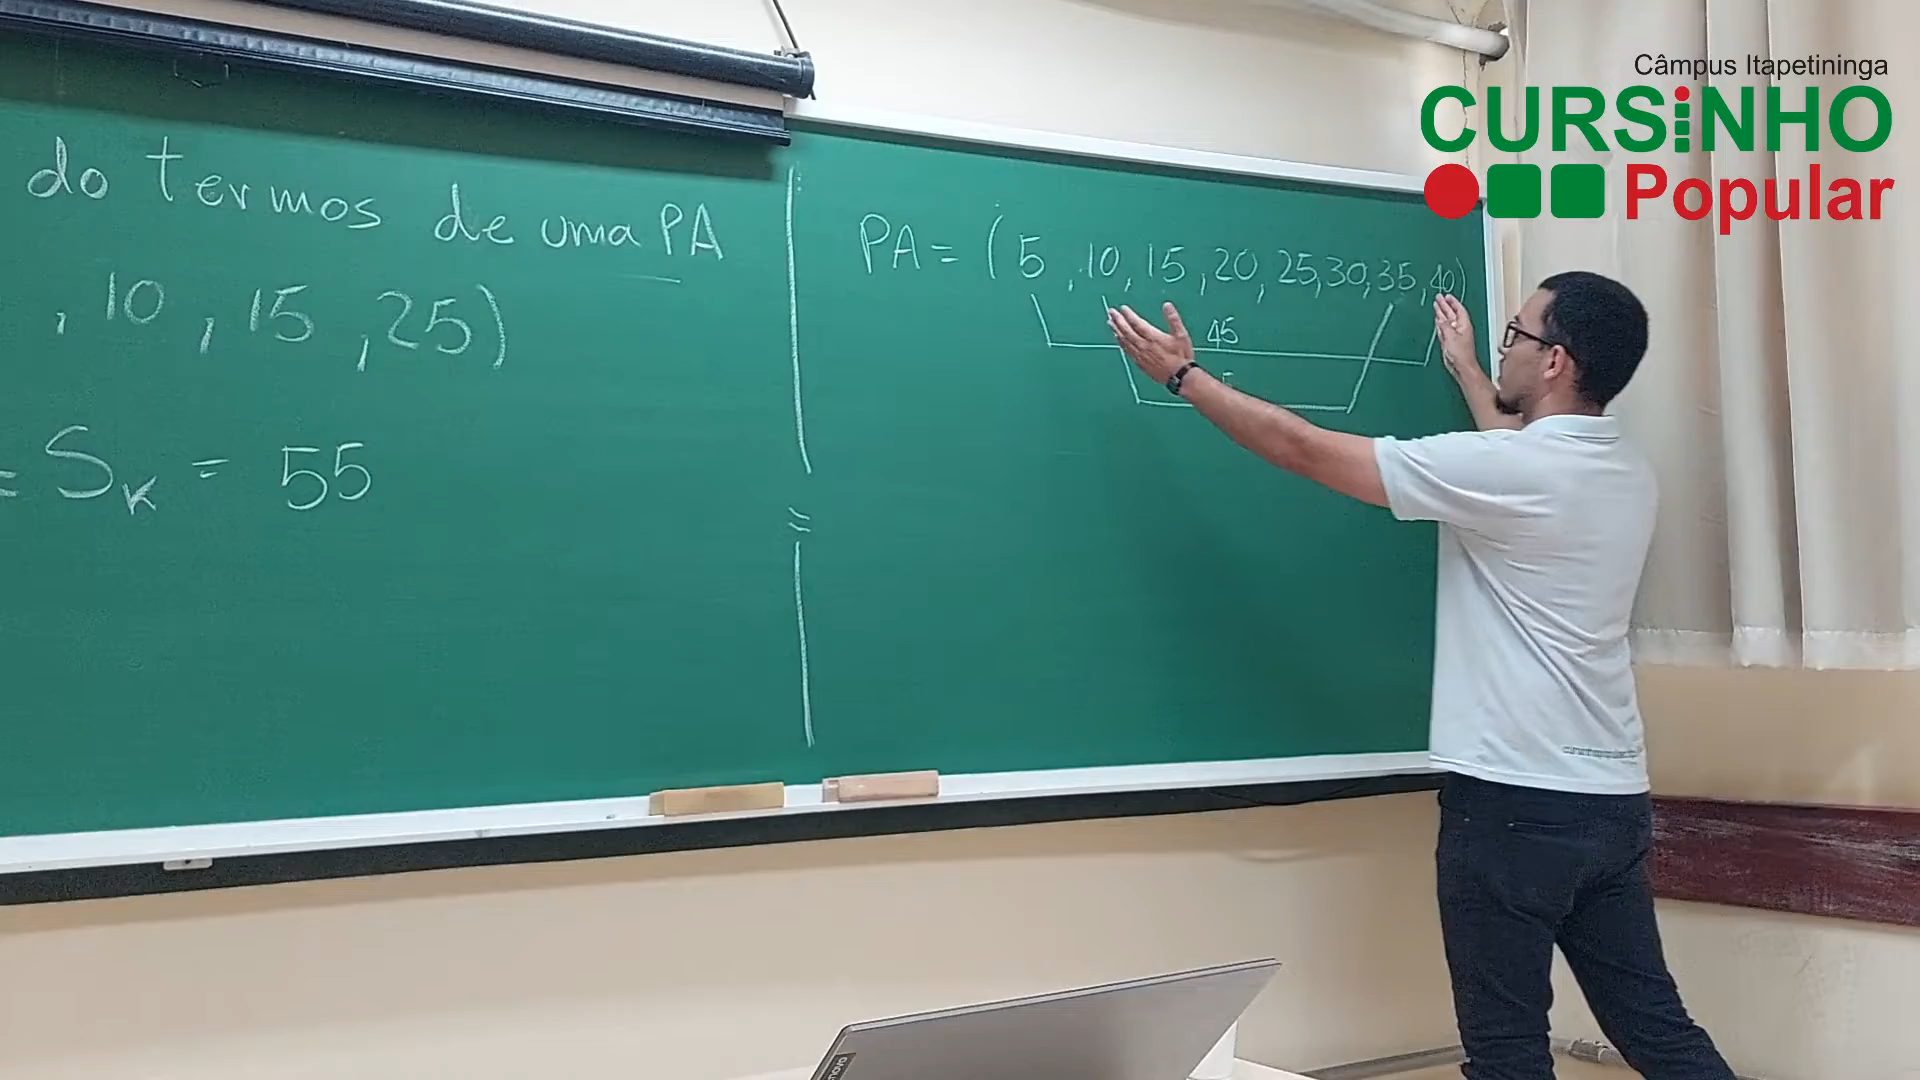 Câmpus Itapetininga
CURSiNHO
Popular
do termos de uma PA
, 10, 15, 25)
= SK = 55
PA = (5, 10, 15, 20, 25, 30, 35, 40)
45